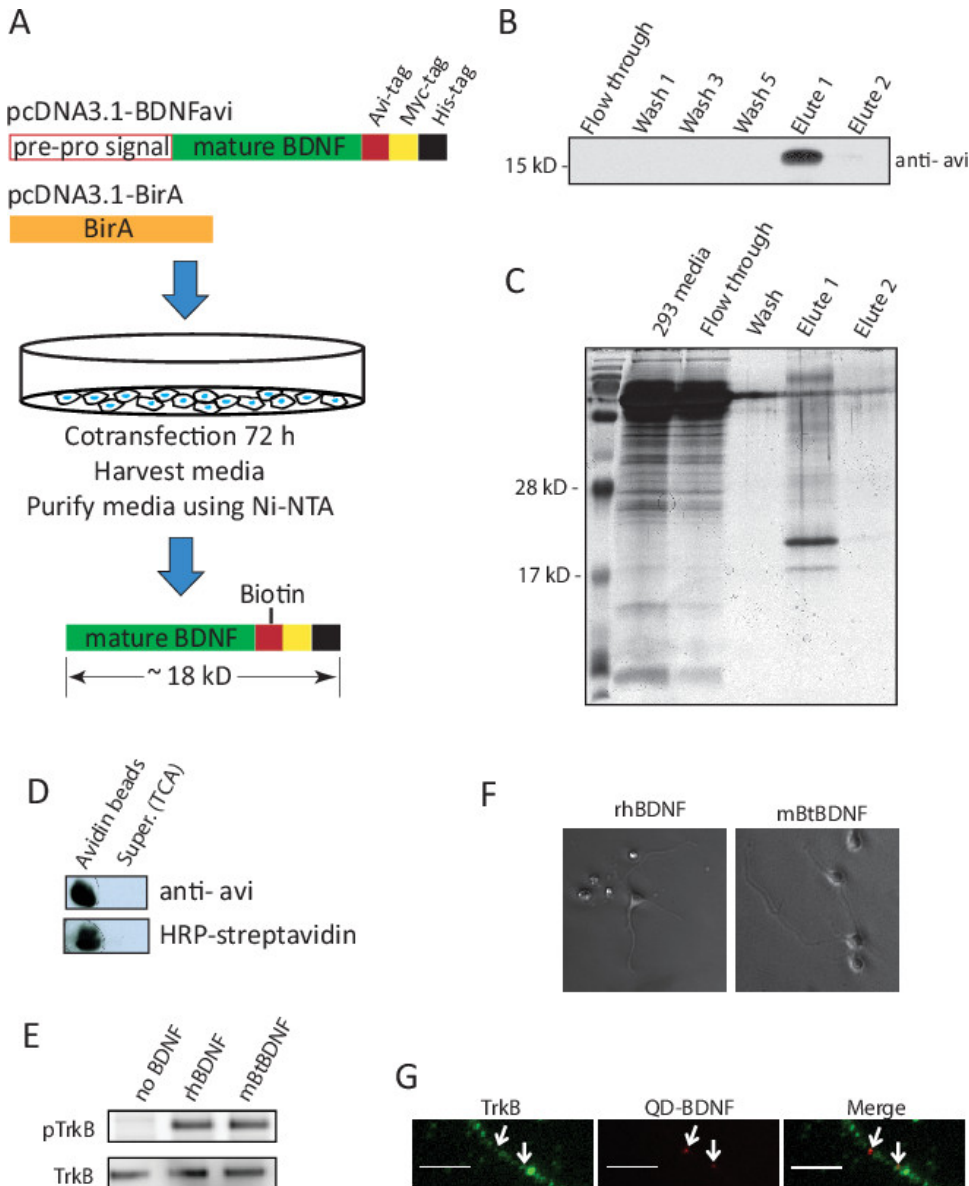 A
pcDNA3.1-BDNFavi
Avi-tag
Myc-tag
His-tag
pre-pro signal
mature BDNF
pcDNA3.1-BirA
BirA
Cotransfection 72 h
Harvest media
Purify media using Ni-NTA
Biotin
mature BDNF
~ 18 kD
B
Flow through
Wash 1
Wash 3
Wash 5
Elute 1
Elute 2
15 kD -
anti- avi
C
293 media
Flow through
Wash
Elute 1
Elute 2
28 kD -
17 kD -
D
Avidin beads
Super. (TCA)
anti- avi
HRP-streptavidin
E
no BDNF
rhBDNF
mBtBDNF
pTrkB
TrkB
F
rhBDNF
mBtBDNF
G
TrkB
QD-BDNF
Merge